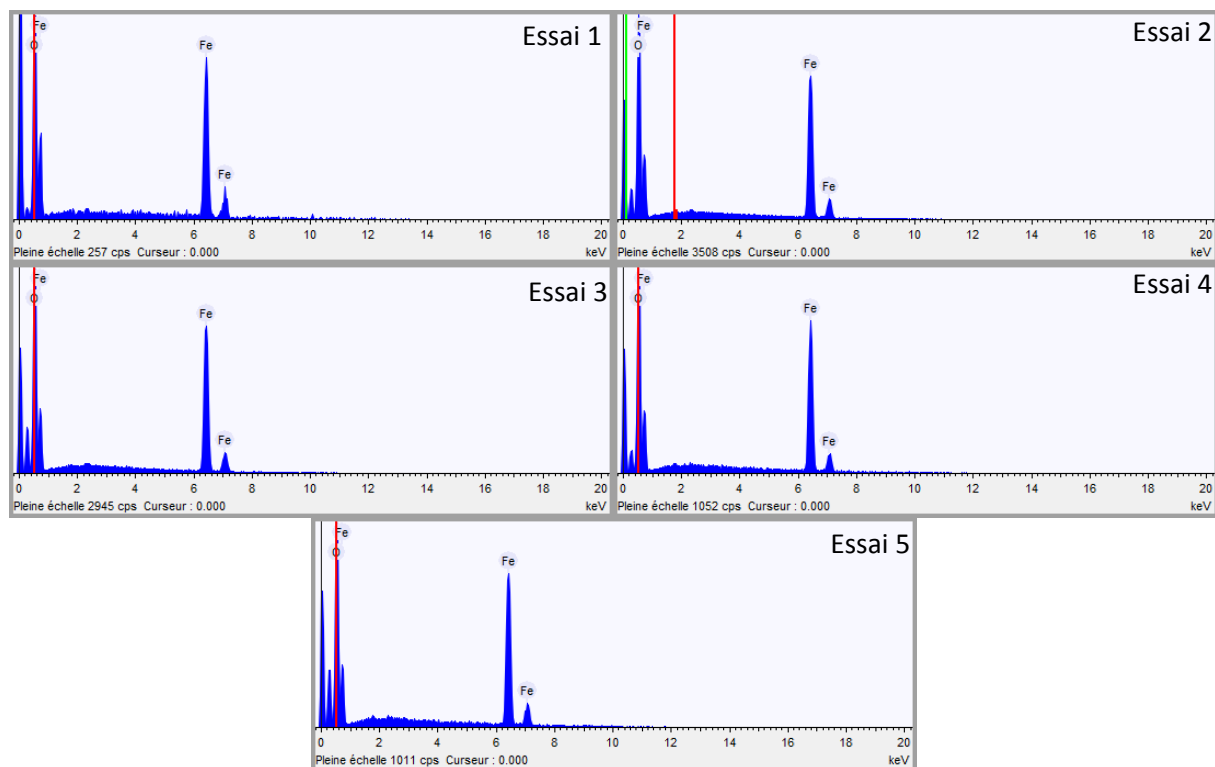 Fe
Essai 1
O
Fe
Fe
0 2 4 6 8 10 12 14 16 18 20
Pleine échelle 257 cps Curseur : 0.000 keV
Fe
Essai 2
O
Fe
Fe
0 2 4 6 8 10 12 14 16 18 20
Pleine échelle 3508 cps Curseur : 0.000 keV
Fe
Essai 3
O
Fe
Fe
0 2 4 6 8 10 12 14 16 18 20
Pleine échelle 2945 cps Curseur : 0.000 keV
Fe
Essai 4
O
Fe
Fe
0 2 4 6 8 10 12 14 16 18 20
Pleine échelle 1052 cps Curseur : 0.000 keV
Fe
Essai 5
O
Fe
Fe
0 2 4 6 8 10 12 14 16 18 20
Pleine échelle 1011 cps Curseur : 0.000 keV